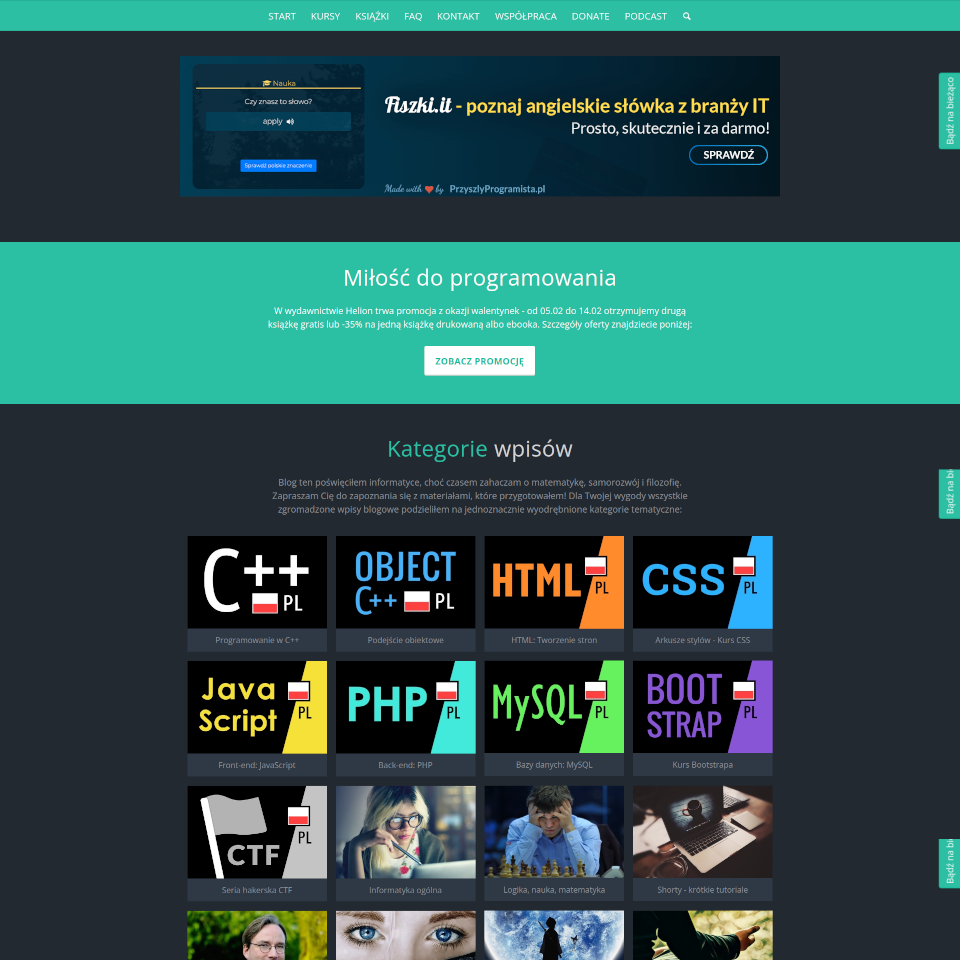 START KURSY KSIĄŻKI FAQ KONTAKT WSPÓŁPRACA DONATE PODCAST
Nauka
Czy znasz to słowo?
apply
Sprawdź polskie znaczenie
Fiszki.it - poznaj angielskie słówka z branży IT
Prosto, skutecznie i za darmo!
SPRAWDŹ
Made with ❤ by PrzyszlyProgramista.pl
Bądź na bieżąco
Miłość do programowania
W wydawnictwie Helion trwa promocja z okazji walentynek - od 05.02 do 14.02 otrzymujemy drugą
książkę gratis lub -35% na jedną książkę drukowaną albo ebooka. Szczegóły oferty znajdziecie poniżej:
ZOBACZ PROMOCJĘ
Kategorie wpisów
Blog ten poświęciłem informatyce, choć czasem zahaczam o matematykę, samorozwój i filozofię.
Zapraszam Cię do zapoznania się z materiałami, które przygotowałem! Dla Twojej wygody wszystkie
zgromadzone wpisy blogowe podzieliłem na jednoznacznie wyodrębnione kategorie tematyczne:
Bądź na bi
C++
PL
OBJECT
C++ PL
HTML
PL
CSS
PL
Programowanie w C++
Podejście obiektowe
HTML: Tworzenie stron
Arkusze stylów - Kurs CSS
Java
Script
PL
PHP
PL
MySQL
PL
BOOT
STRAP
PL
Front-end: JavaScript
Back-end: PHP
Bazy danych: MySQL
Kurs Bootstrapa
CTF
PL
Seria hakerska CTF
Informatyka ogólna
Logika, nauka, matematyka
Shorty - krótkie tutoriale
Bądź na bi